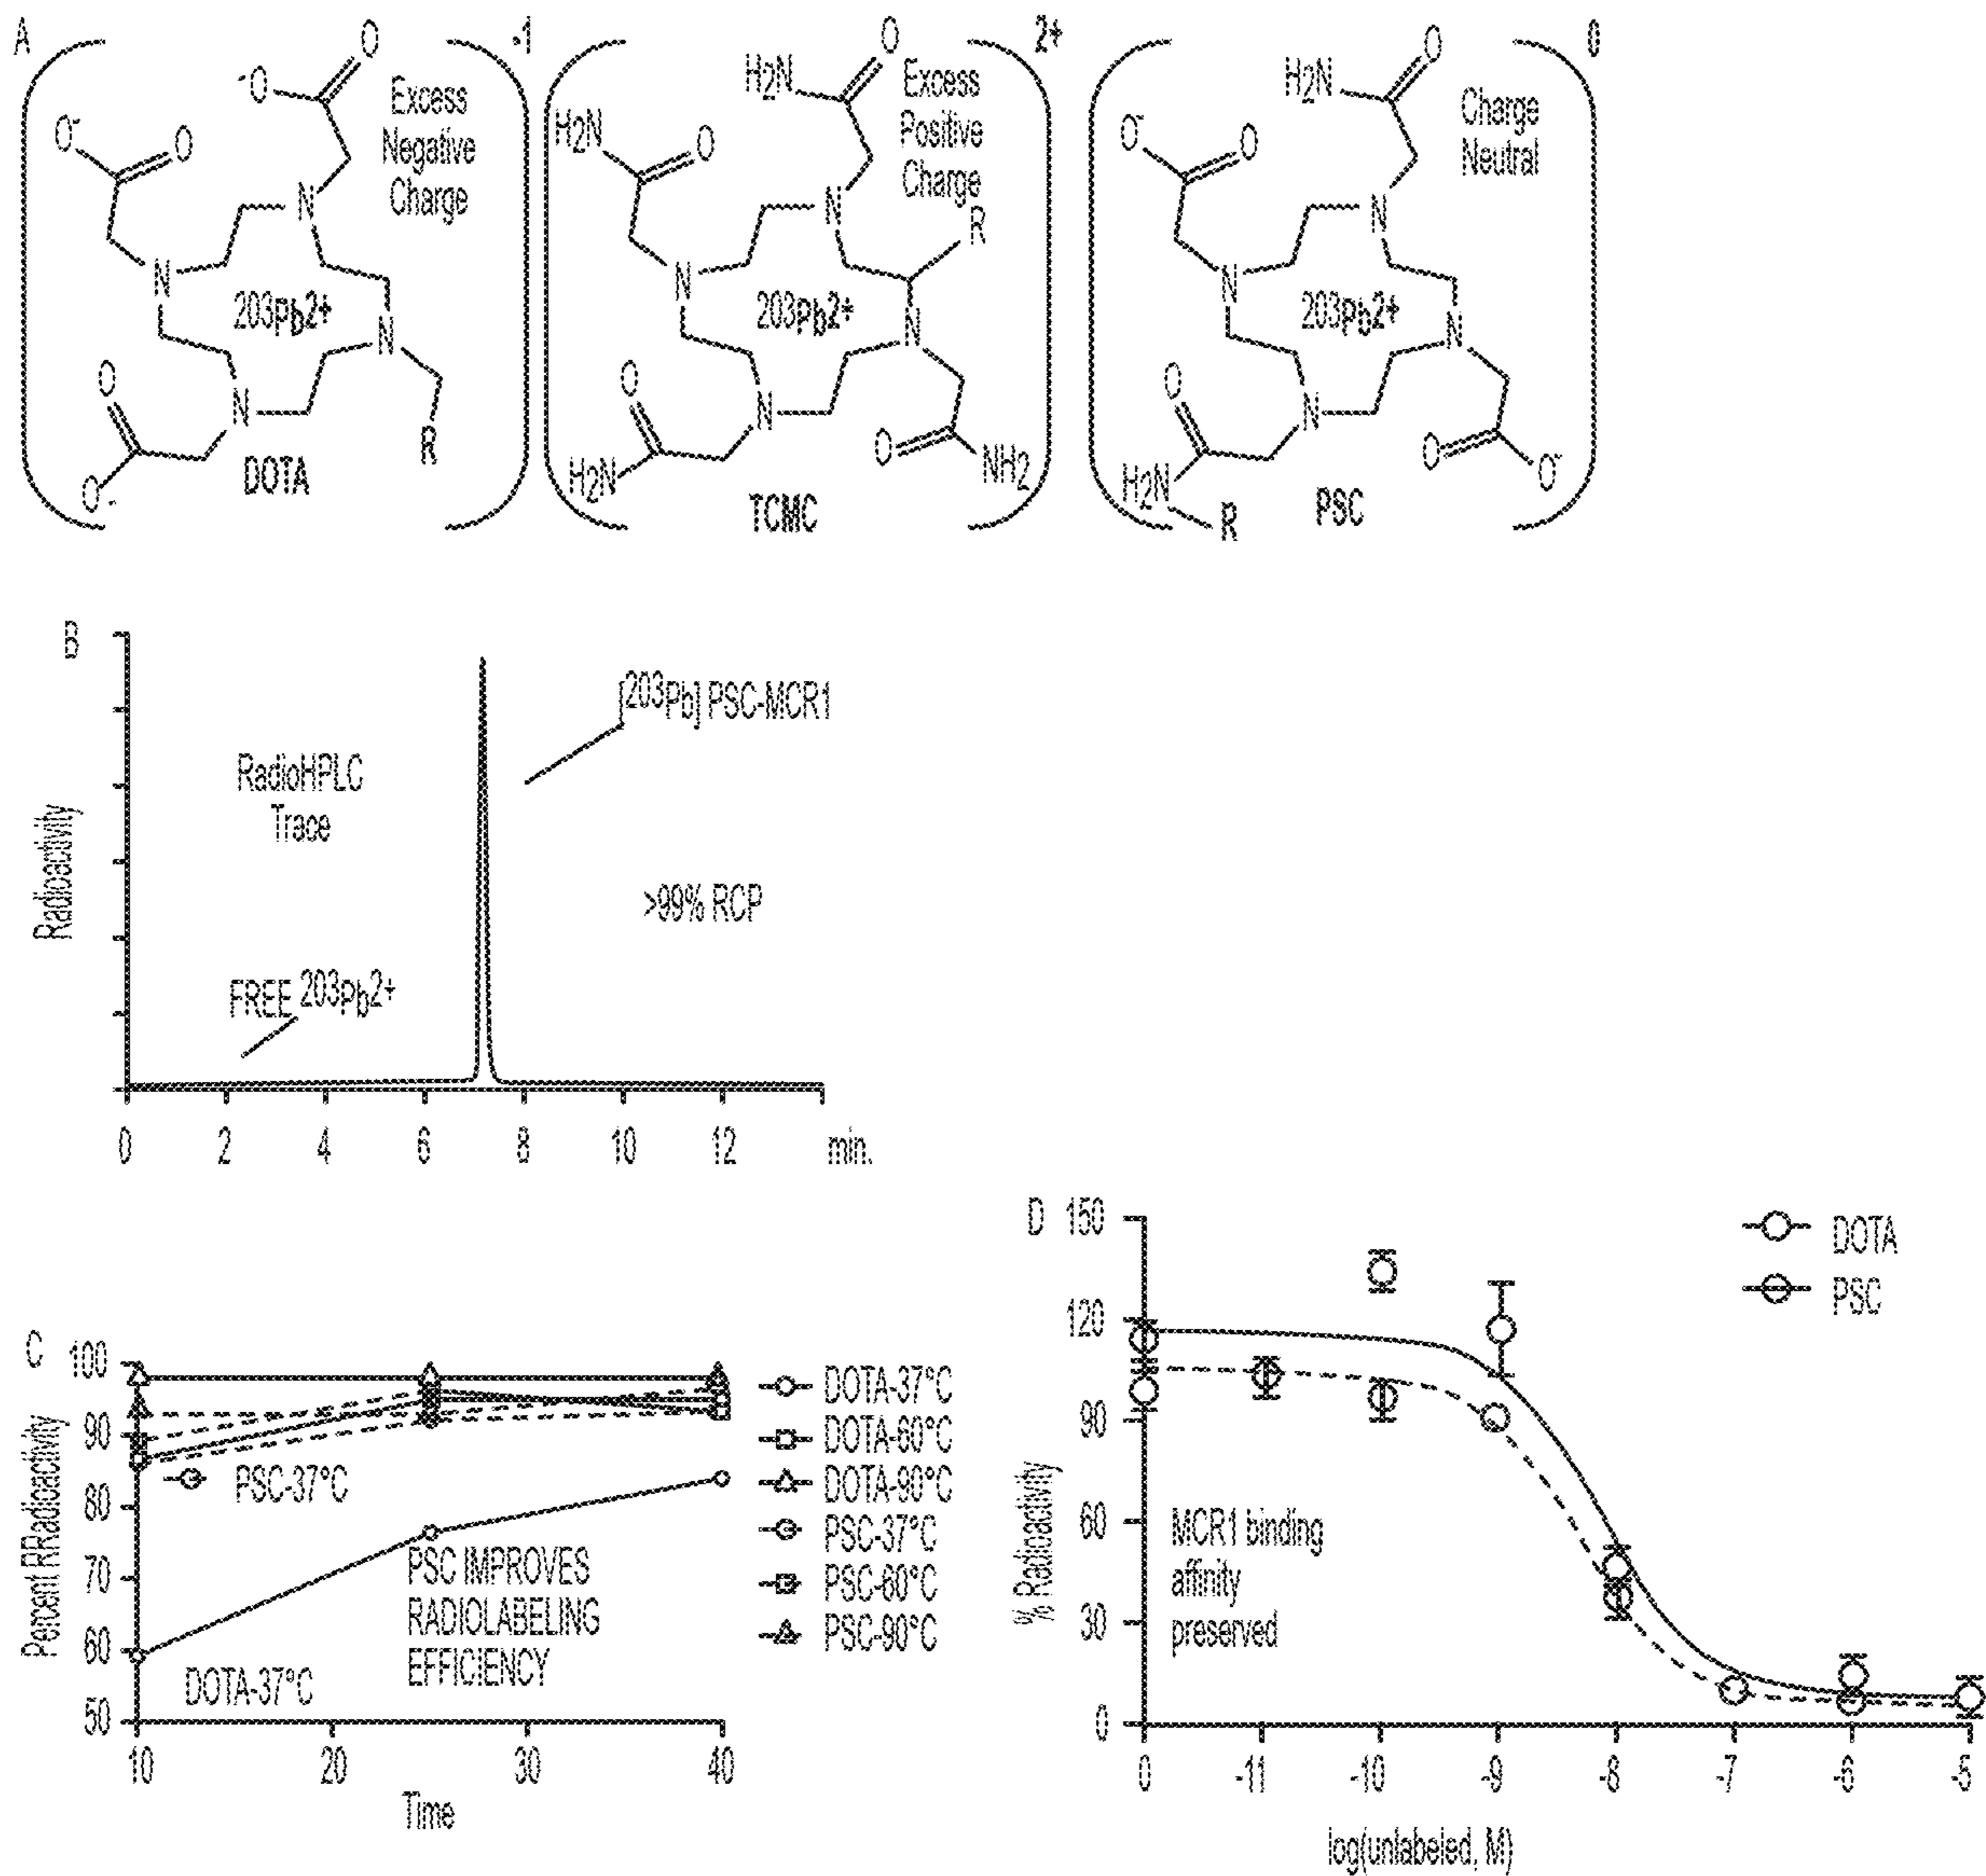 A
-1
O
-O
Excess
Negative
Charge
O-
O
N
N
203Pb2+
N
O
N
R
O-
DOTA
2+
O
H2N
Excess
Positive
Charge
H2N
O
N
R
N
203Pb2+
N
O
N
O
H2N
NH2
TCMC
0
O
H2N
Charge
Neutral
O-
O
N
N
203Pb2+
N
O
N
O
O-
H2N
R
PSC
B
[203Pb] PSC-MCR1
RadioHPLC
Trace
>99% RCP
FREE 203Pb2+
Radioactivity
0 2 4 6 8 10 12 min.
C
100
90
80
70
60
50
Percent RRadioactivity
PSC-37°C
PSC IMPROVES
RADIOLABELING
EFFICIENCY
DOTA-37°C
10 20 30 40
Time
DOTA-37°C
DOTA-60°C
DOTA-90°C
PSC-37°C
PSC-60°C
PSC-90°C
D
150
120
90
60
30
0
% Radioactivity
DOTA
PSC
MCR1 binding
affinity
preserved
0 -11 -10 -9 -8 -7 -6 -5
log(unlabeled, M)